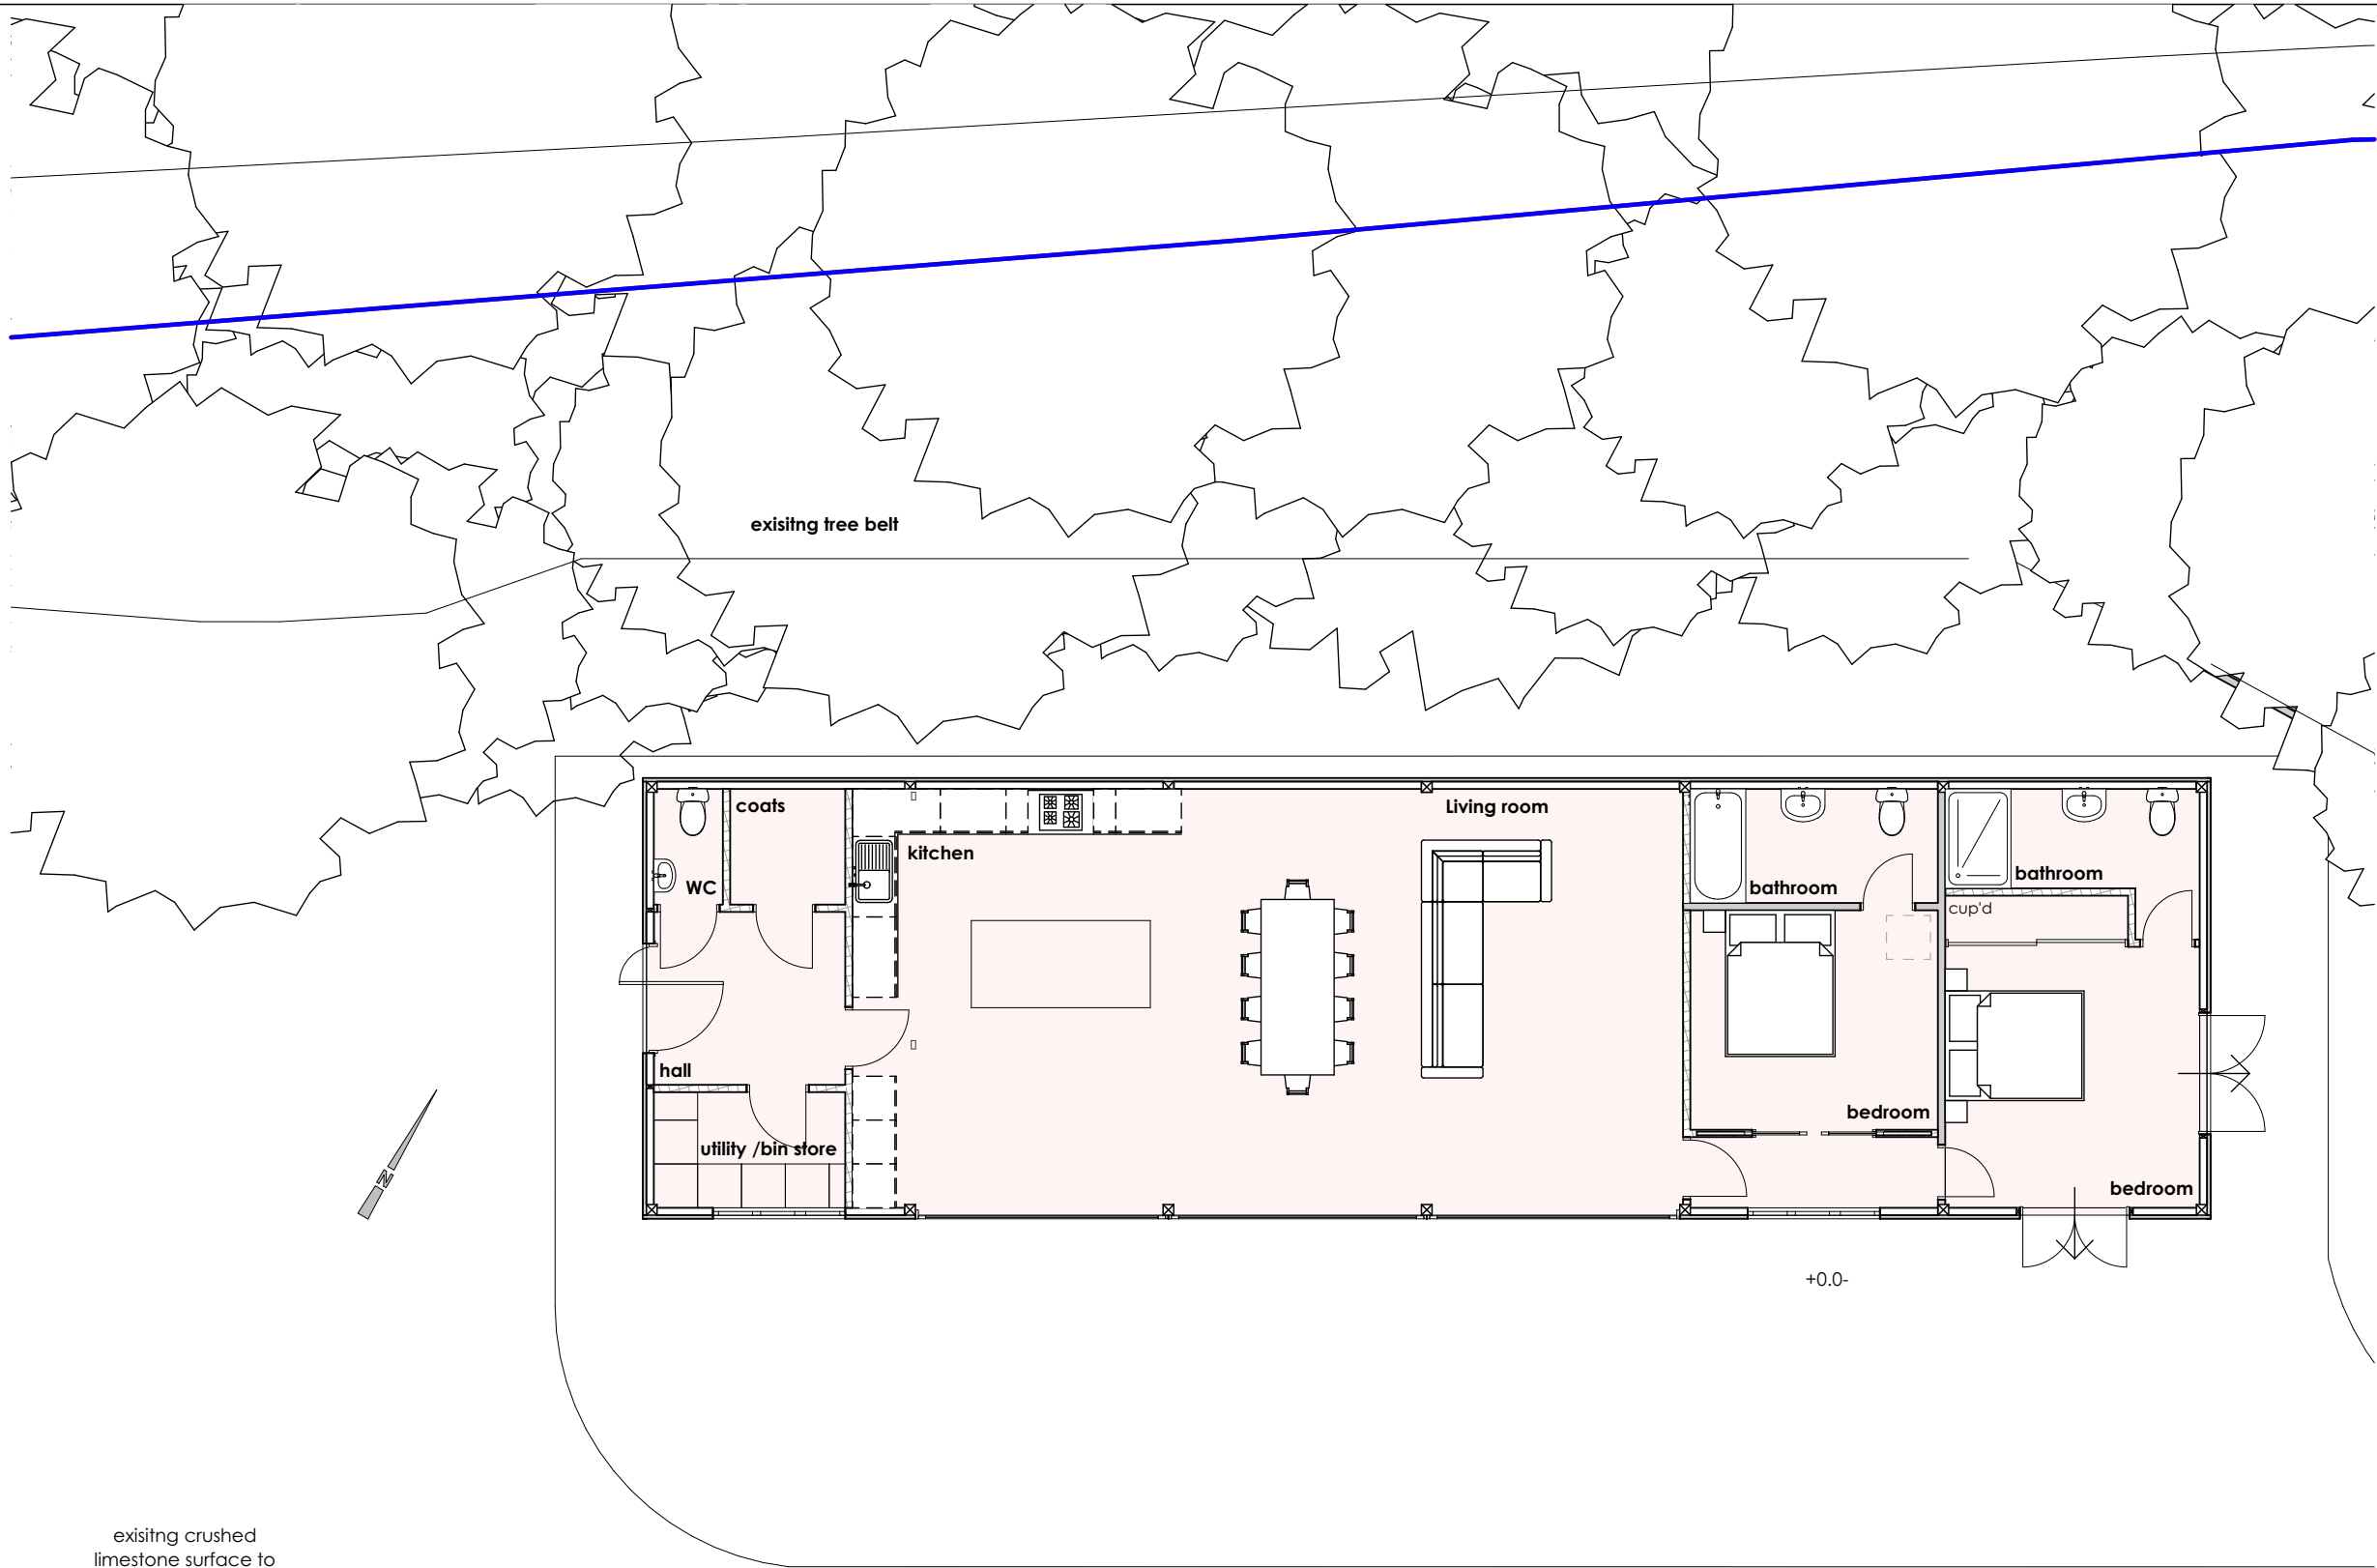 exisitng tree belt
coats
Living room
kitchen
WC
bathroom
bathroom
cup'd
hall
bedroom
utility /bin store
bedroom
N
+0.0-
exisitng crushed
limestone surface to